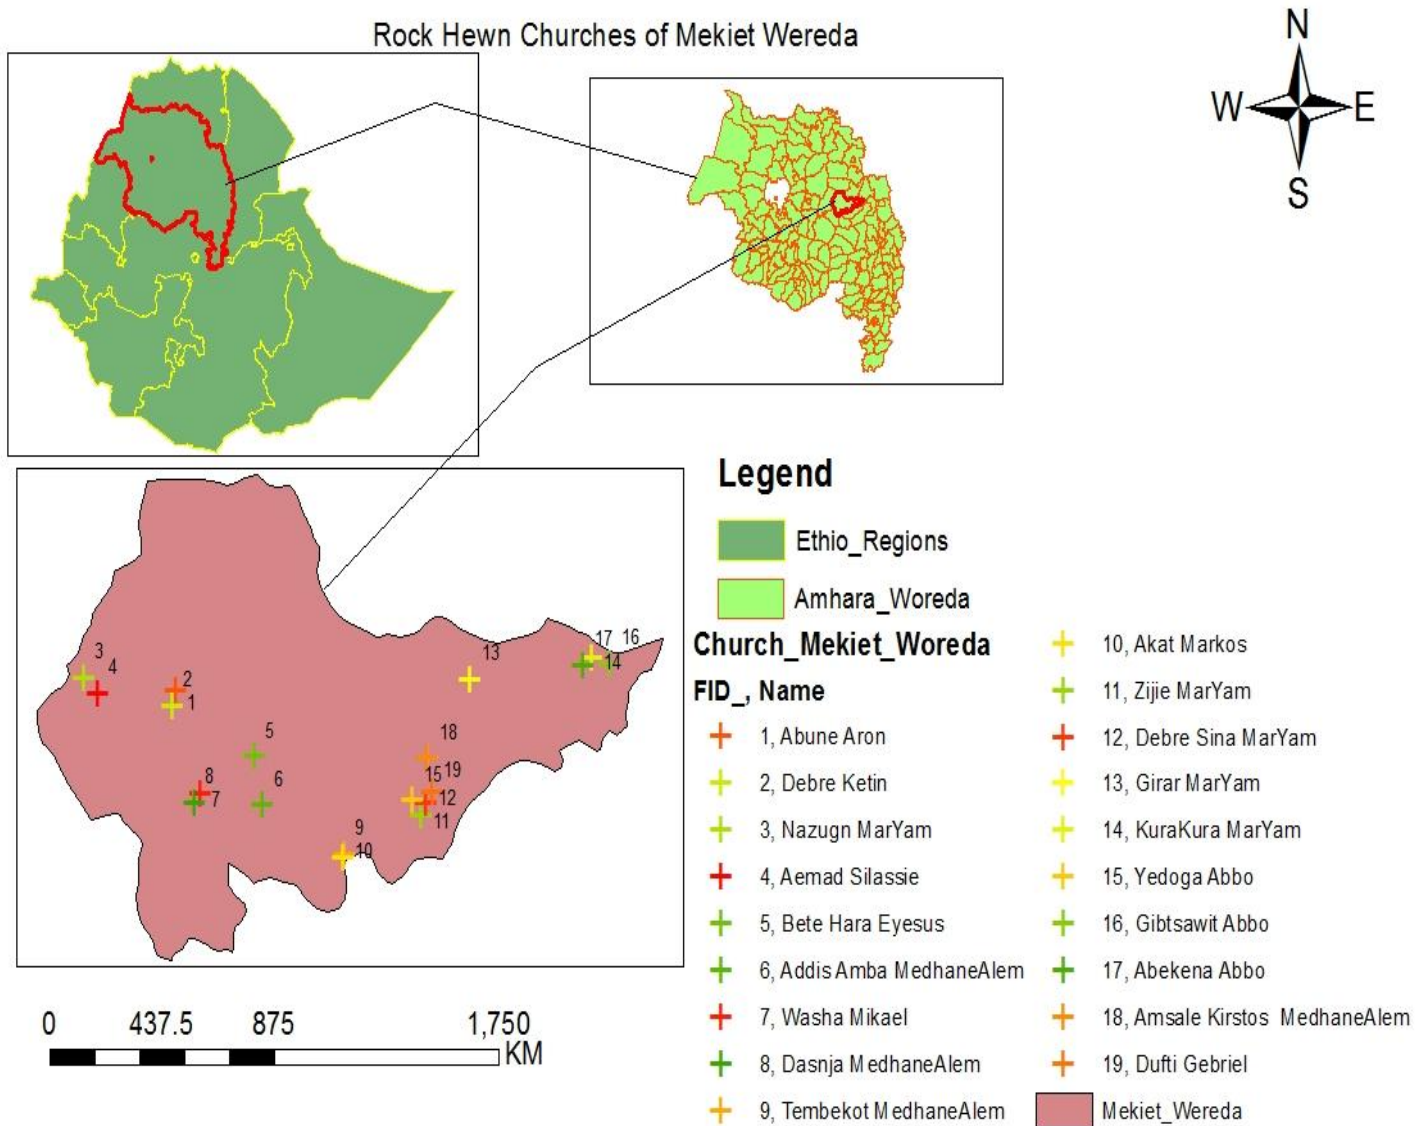 Rock Hewn Churches of Mekiet Wereda
N
W E
S
Legend
Ethio_Regions
Amhara_Woreda
Church_Mekiet_Woreda
FID_, Name
1, Abune Aron
2, Debre Ketin
3, Nazugn MarYam
4, Aemad Silassie
5, Bete Hara Eyesus
6, Addis Amba MedhaneAlem
7, Washa Mikael
8, Dasnja MedhaneAlem
9, Tembekot MedhaneAlem
10, Akat Markos
11, Zijie MarYam
12, Debre Sina MarYam
13, Girar MarYam
14, KuraKura MarYam
15, Yedoga Abbo
16, Gibtsawit Abbo
17, Abekena Abbo
18, Amsale Kirstos MedhaneAlem
19, Dufti Gebriel
Mekiet_Wereda
17 16
3
13
14
4
2
1
5
18
8
6
15 19
7
12
11
9
10
0 437.5 875 1,750
KM